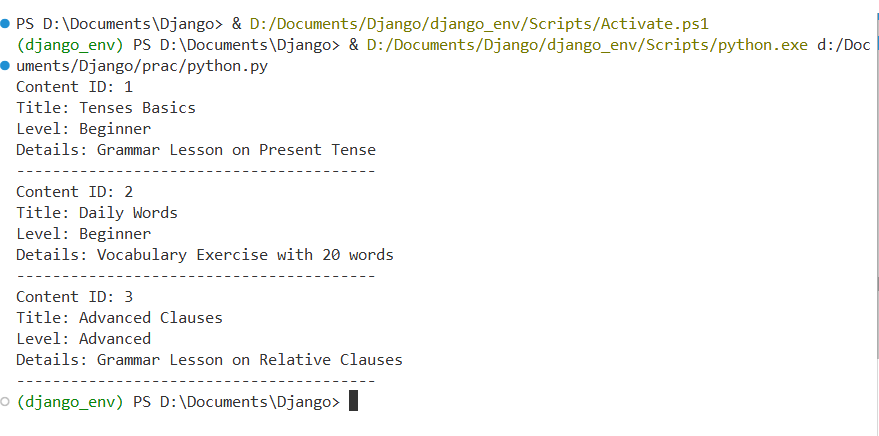 PS D:\Documents\Django> & D:/Documents/Django/django_env/Scripts/Activate.ps1
(django_env) PS D:\Documents\Django> & D:/Documents/Django/django_env/Scripts/python.exe d:/Doc
uments/Django/prac/python.py
Content ID: 1
Title: Tenses Basics
Level: Beginner
Details: Grammar Lesson on Present Tense
----------------------------------------
Content ID: 2
Title: Daily Words
Level: Beginner
Details: Vocabulary Exercise with 20 words
----------------------------------------
Content ID: 3
Title: Advanced Clauses
Level: Advanced
Details: Grammar Lesson on Relative Clauses
----------------------------------------
(django_env) PS D:\Documents\Django>